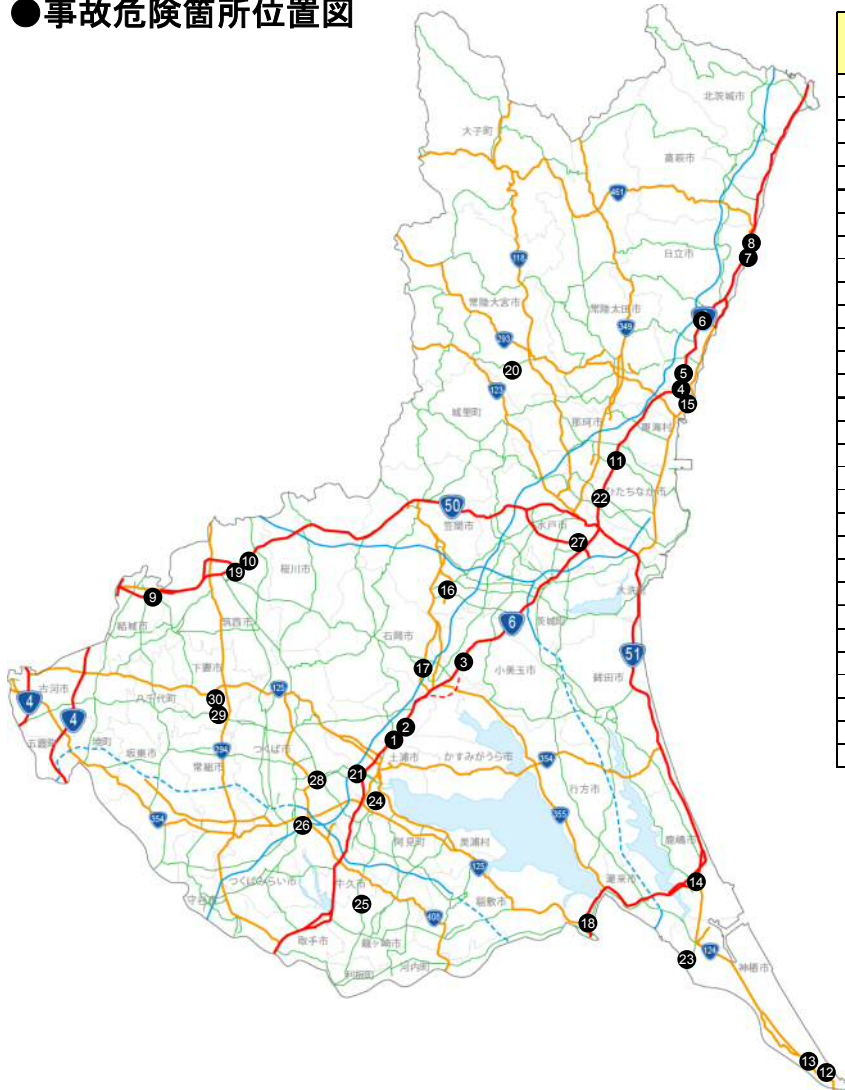 ●事故危険箇所位置図
北茨城市
大子町
高萩市
461
8
7
日立市
118
常陸大宮市
常陸太田市
6
349
293
20
5
123
4
15
城里町
那珂市
東海村
11
22
ひたちなか市
50
笠間市
水戸市
27
10
19
桜川市
9
16
大洗町
結城市
筑西市
6
茨城町
石岡市
17
3
小美玉市
51
下妻市
鉾田市
古河市
八千代町
30
29
125
4
4
2
1
五霞町
境町
坂東市
294
つくば市
土浦市
かすみがうら市
354
常総市
28
21
行方市
24
354
355
26
阿見町
美浦村
鹿嶋市
125
つくばみらい市
牛久市
潮来市
14
守谷市
25
稲敷市
408
18
取手市
龍ケ崎市
124
利根町
河内町
23
神栖市
13
12